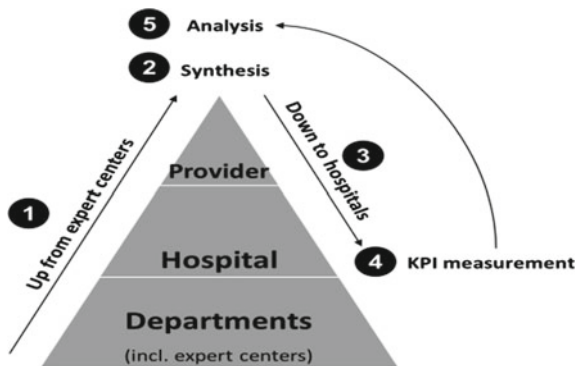 5 Analysis
2 Synthesis
Down to hospitals
3
1
Up from expert centers
Provider
Hospital
4 KPI measurement
Departments
(incl. expert centers)